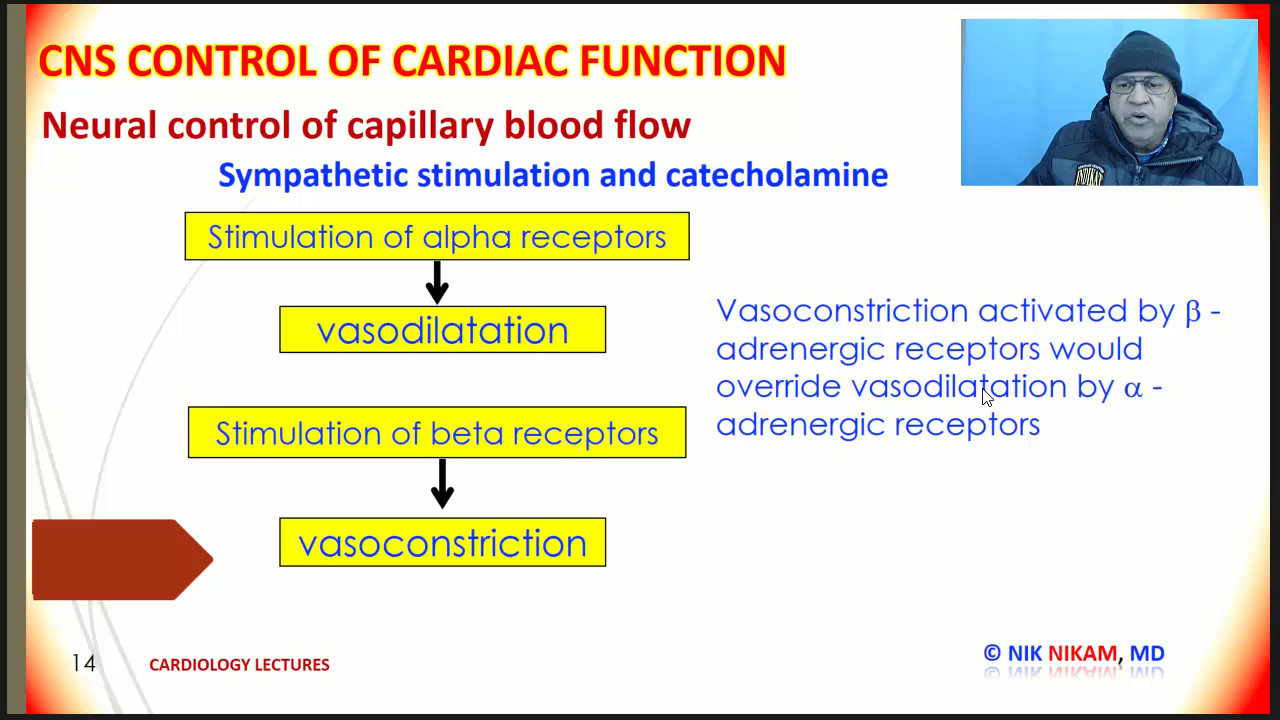 CNS CONTROL OF CARDIAC FUNCTION
Neural control of capillary blood flow
Sympathetic stimulation and catecholamine
Stimulation of alpha receptors
vasodilatation
Stimulation of beta receptors
vasoconstriction
Vasoconstriction activated by β -
adrenergic receptors would
override vasodilatation by α -
adrenergic receptors
14
CARDIOLOGY LECTURES
© NIK NIKAM, MD